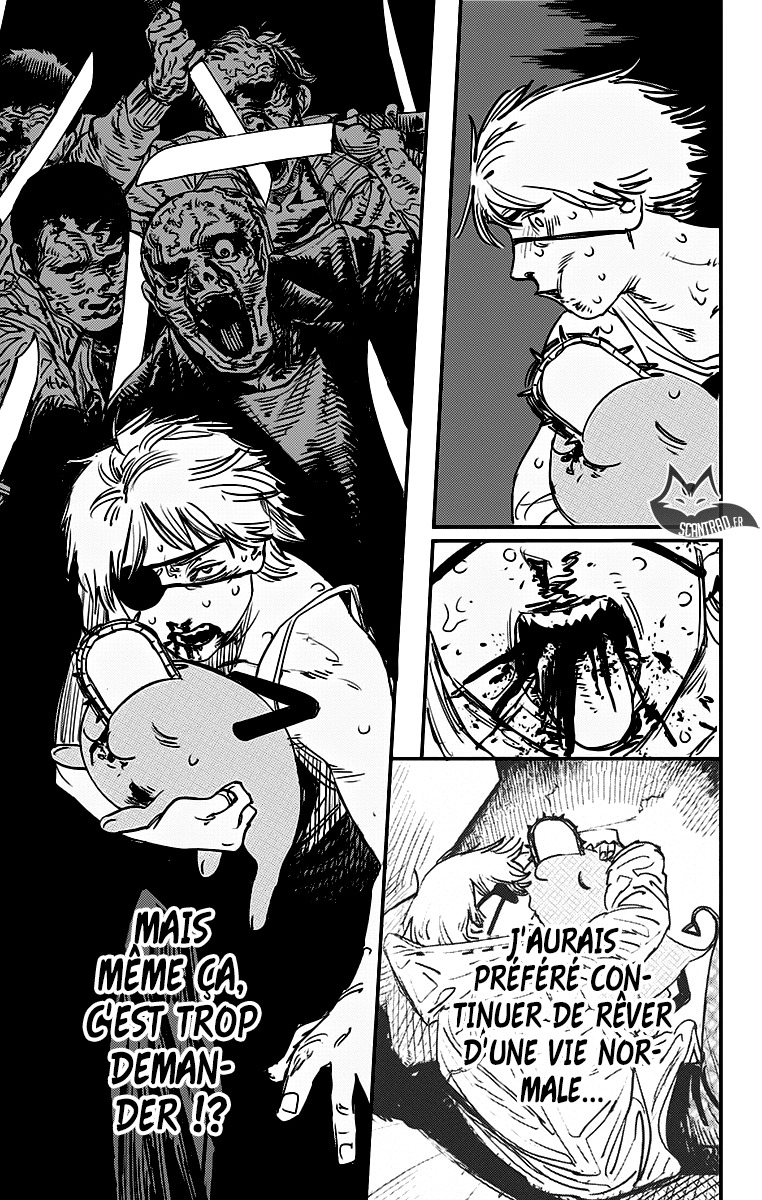 SCANTRAD.FR
J'AURAIS
PRÉFÉRÉ CON-
TINUER DE RÊVER
D'UNE VIE NOR-
MALE...
MAIS
MÊME ÇA,
C'EST TROP
DEMAN-
DER !?